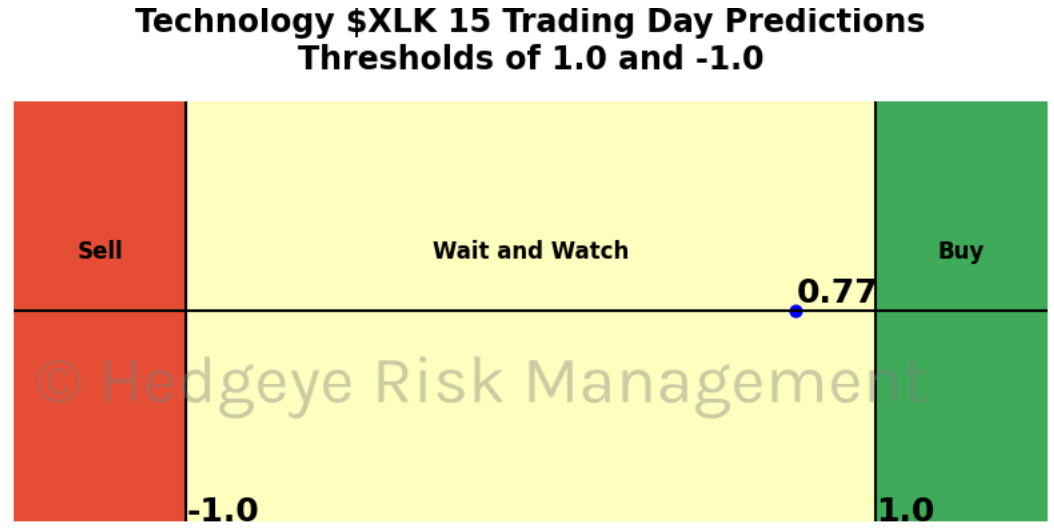 Technology $XLK 15 Trading Day Predictions
Thresholds of 1.0 and -1.0
Sell
Wait and Watch
Buy
0.77
© Hedgeye Risk Management
-1.0
1.0